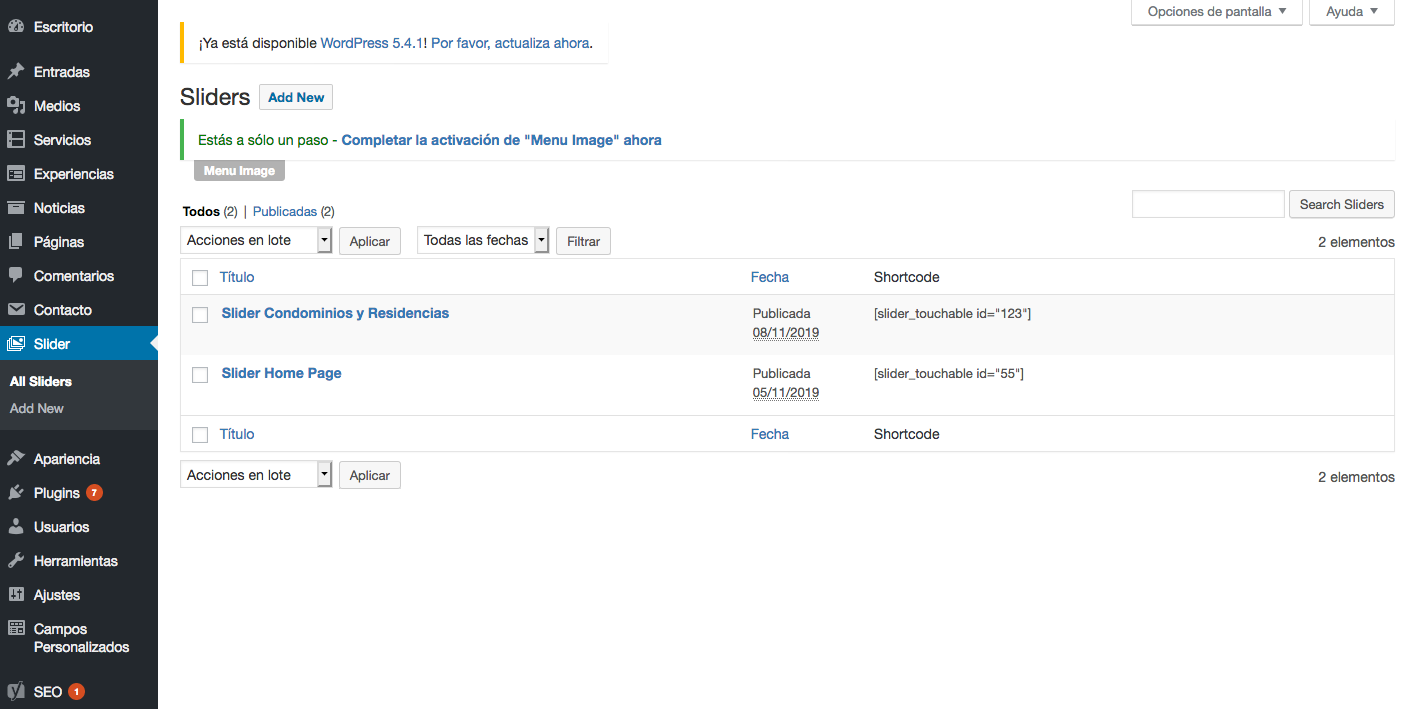 Opciones de pantalla
Ayuda
Escritorio
Entradas
Medios
Servicios
Experiencias
Noticias
Páginas
Comentarios
Contacto
Slider
All Sliders
Add New
Apariencia
Plugins 7
Usuarios
Herramientas
Ajustes
Campos
Personalizados
SEO 1
¡Ya está disponible WordPress 5.4.1! Por favor, actualiza ahora.
Sliders Add New
Estás a sólo un paso - Completar la activación de "Menu Image" ahora
Menu Image
Todos (2) | Publicadas (2)
Search Sliders
Acciones en lote Aplicar Todas las fechas Filtrar
2 elementos
Título Fecha Shortcode
Slider Condominios y Residencias Publicada [slider_touchable id="123"]
08/11/2019
Slider Home Page Publicada [slider_touchable id="55"]
05/11/2019
Título Fecha Shortcode
Acciones en lote Aplicar
2 elementos